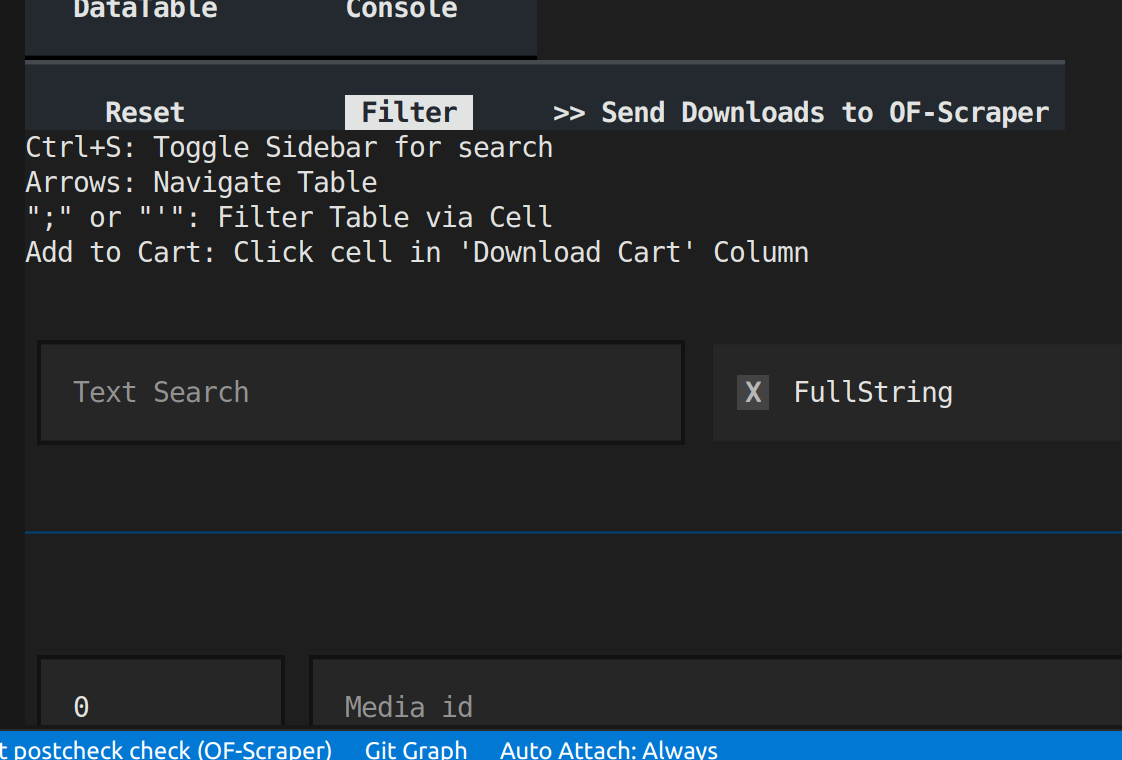 DataTable Console
Reset Filter >> Send Downloads to OF-Scraper
Ctrl+S: Toggle Sidebar for search
Arrows: Navigate Table
";" or "'": Filter Table via Cell
Add to Cart: Click cell in 'Download Cart' Column
Text Search X FullString
0 Media id
t postcheck check (OF-Scraper) Git Graph Auto Attach: Always